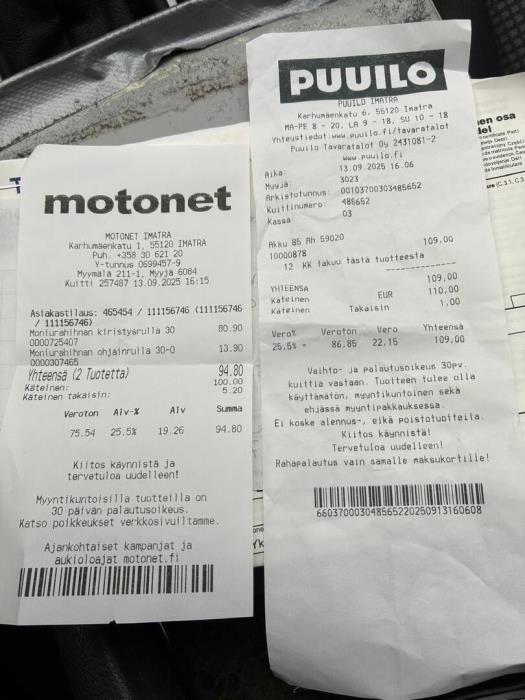 motonet
MOTONET IMATRA
Karhumäenkatu 1, 55120 IMATRA
Puh. +358 30 621 20
Y-tunnus 0699457-9
Myymälä 211-1, Myyjä 6084
Kuitti 257487 13.09.2025 16:15
Asiakastilaus: 465454 / 111156746 (111156746
/ 111156746)
Moniurahihnan kiristysrulla 30 80.90
0000725407
Moniurahihnan ohjainrulla 30-0 13.90
0000307465
Yhteensä (2 Tuotetta) 94.80
Käteinen: 100.00
Käteinen takaisin: 5.20
Veroton Alv-% Alv Summa
75.54 25.5% 19.26 94.80
Kiitos käynnistä ja
tervetuloa uudelleen!
Myyntikuntoisilla tuotteilla on
30 päivän palautusoikeus.
Katso poikkeukset verkkosivuiltamme.
Ajankohtaiset kampanjat ja
aukioloajat motonet.fi
PUUILO
PUUILO IMATRA
Karhumäenkatu 6, 55120 Imatra
MA-PE 8 - 20, LA 9 - 18, SU 10 - 18
Yhteystiedot:www.puuilo.fi/tavaratalot
Puuilo Tavaratalot Oy 2431081-2
www.puuilo.fi
Aika: 13.09.2025 16.06
Myyjä: 3023
Arkistotunnus: 00103700303485652
Kuittinumero: 485652
Kassa: 03
Akku 85 Ah 59020 109,00
10000878
12 KK takuu tästä tuotteesta
YHTEENSÄ 109,00
Käteinen EUR 110,00
Käteinen Takaisin 1,00
Vero% Veroton Vero Yhteensä
25,5% - 86,85 22,15 109,00
Vaihto- ja palautusoikeus 30pv.
kuittia vastaan. Tuotteen tulee olla
käyttämätön, myyntikuntoinen sekä
ehjässä myyntipakkauksessa.
Ei koske alennus-, eikä poistotuotteita.
Kiitos käynnistä!
Tervetuloa uudelleen!
Rahapalautus vain samalle maksukortille!
660370003048565220250913160608
en osa